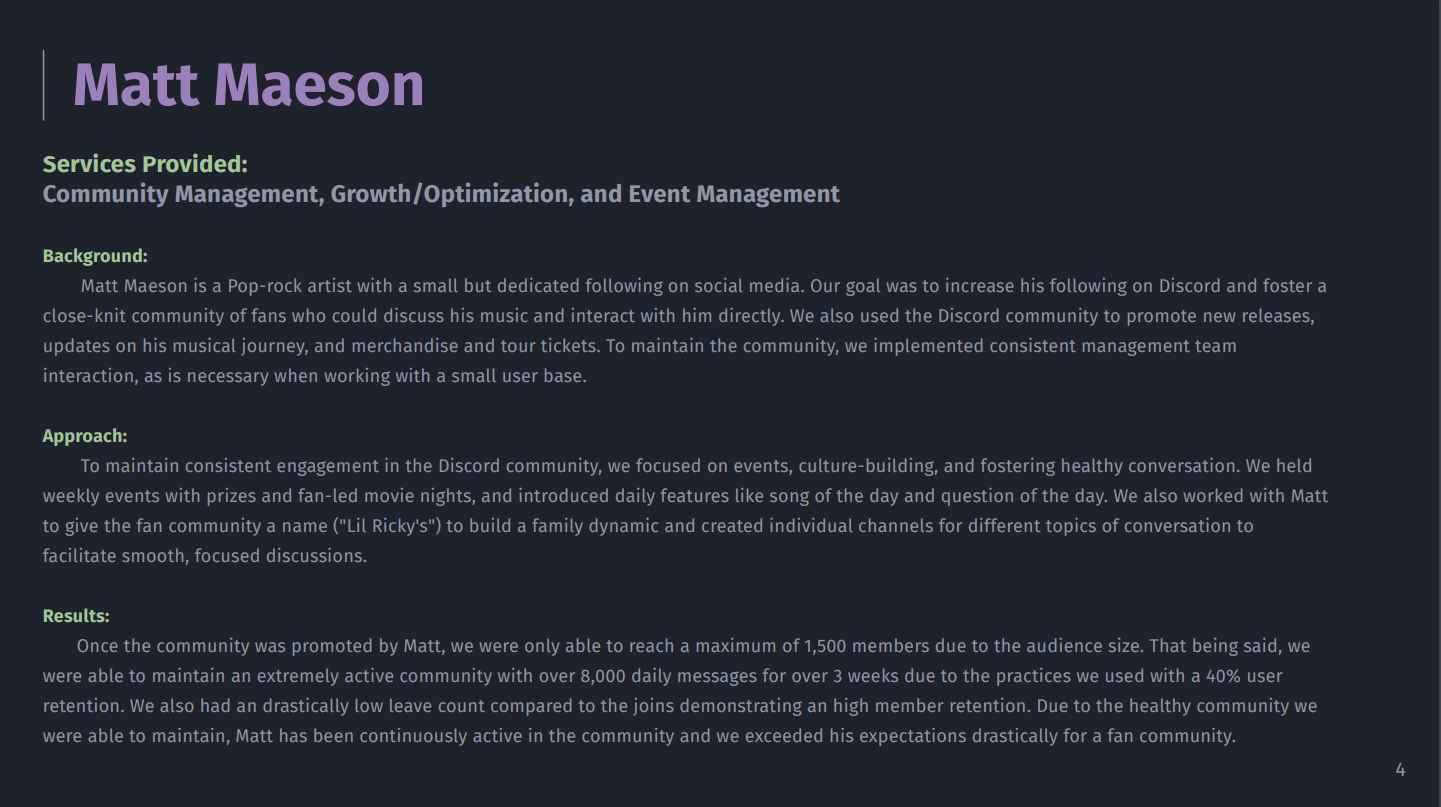 Matt Maeson
Services Provided:
Community Management, Growth/Optimization, and Event Management
Background:
Matt Maeson is a Pop-rock artist with a small but dedicated following on social media. Our goal was to increase his following on Discord and foster a
close-knit community of fans who could discuss his music and interact with him directly. We also used the Discord community to promote new releases,
updates on his musical journey, and merchandise and tour tickets. To maintain the community, we implemented consistent management team
interaction, as is necessary when working with a small user base.
Approach:
To maintain consistent engagement in the Discord community, we focused on events, culture-building, and fostering healthy conversation. We held
weekly events with prizes and fan-led movie nights, and introduced daily features like song of the day and question of the day. We also worked with Matt
to give the fan community a name ("Lil Ricky's") to build a family dynamic and created individual channels for different topics of conversation to
facilitate smooth, focused discussions.
Results:
Once the community was promoted by Matt, we were only able to reach a maximum of 1,500 members due to the audience size. That being said, we
were able to maintain an extremely active community with over 8,000 daily messages for over 3 weeks due to the practices we used with a 40% user
retention. We also had an drastically low leave count compared to the joins demonstrating an high member retention. Due to the healthy community we
were able to maintain, Matt has been continuously active in the community and we exceeded his expectations drastically for a fan community.
4